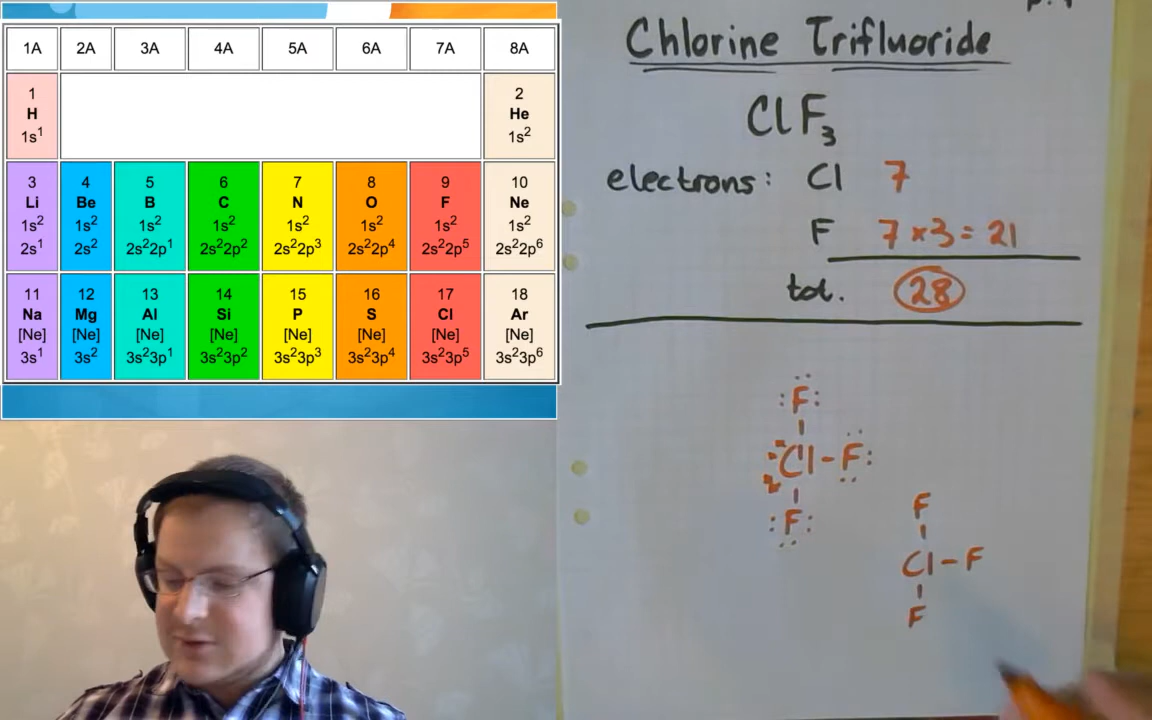 1A 2A 3A 4A 5A 6A 7A 8A
1 2
H He
1s1 1s2
3 4 5 6 7 8 9 10
Li Be B C N O F Ne
1s2 1s2 1s2 1s2 1s2 1s2 1s2 1s2
2s1 2s2 2s22p1 2s22p2 2s22p3 2s22p4 2s22p5 2s22p6
11 12 13 14 15 16 17 18
Na Mg Al Si P S Cl Ar
[Ne] [Ne] [Ne] [Ne] [Ne] [Ne] [Ne] [Ne]
3s1 3s2 3s23p1 3s23p2 3s23p3 3s23p4 3s23p5 3s23p6
Chlorine Trifluoride
ClF3
electrons: Cl 7
F 7 x3 = 21
tot. 28
F
Cl-F
F
F
Cl-F
F